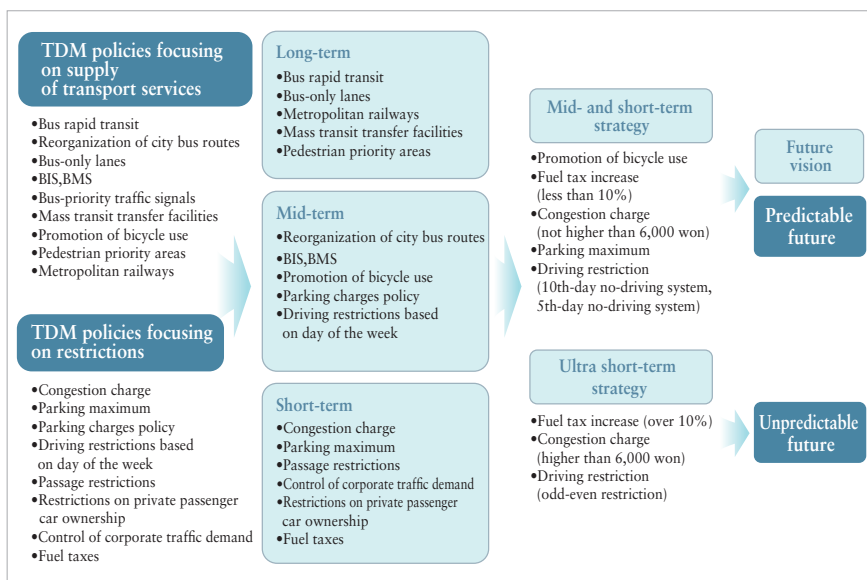 TDM policies focusing
on supply
of transport services
•Bus rapid transit
•Reorganization of city bus routes
•Bus-only lanes
•BIS,BMS
•Bus-priority traffic signals
•Mass transit transfer facilities
•Promotion of bicycle use
•Pedestrian priority areas
•Metropolitan railways
TDM policies focusing
on restrictions
•Congestion charge
•Parking maximum
•Parking charges policy
•Driving restrictions based
on day of the week
•Passage restrictions
•Restrictions on private passenger
car ownership
•Control of corporate traffic demand
•Fuel taxes
Long-term
•Bus rapid transit
•Bus-only lanes
•Metropolitan railways
•Mass transit transfer facilities
•Pedestrian priority areas
Mid-term
•Reorganization of city bus routes
•BIS,BMS
•Promotion of bicycle use
•Parking charges policy
•Driving restrictions based
on day of the week
Short-term
•Congestion charge
•Parking maximum
•Passage restrictions
•Control of corporate traffic demand
•Restrictions on private passenger
car ownership
•Fuel taxes
Mid- and short-term
strategy
•Promotion of bicycle use
•Fuel tax increase
(less than 10%)
•Congestion charge
(not higher than 6,000 won)
•Parking maximum
•Driving restriction
(10th-day no-driving system,
5th-day no-driving system)
Ultra short-term
strategy
•Fuel tax increase (over 10%)
•Congestion charge
(higher than 6,000 won)
•Driving restriction
(odd-even restriction)
Future
vision
Predictable
future
Unpredictable
future